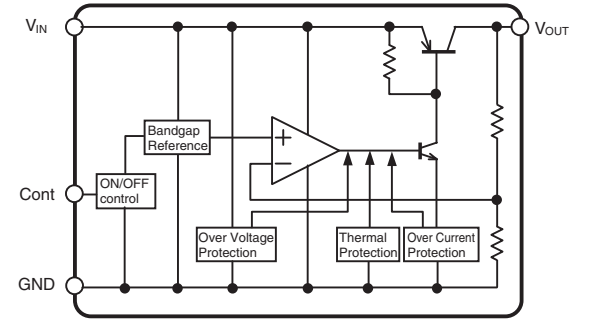 VIN
VOUT
Bandgap
Reference
+
−
ON/OFF
control
Cont
Over Voltage
Protection
Thermal
Protection
Over Current
Protection
GND